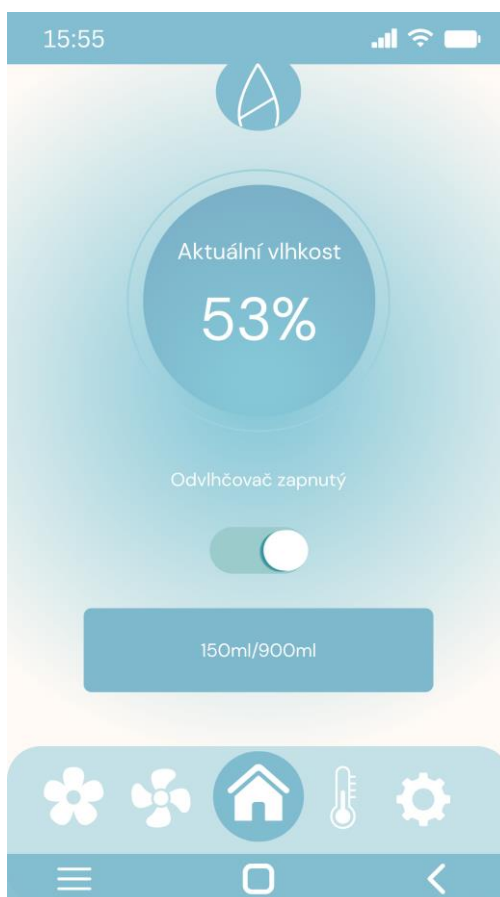 15:55
Aktuální vlhkost
53%
Odvlhčovač zapnutý
150ml/900ml